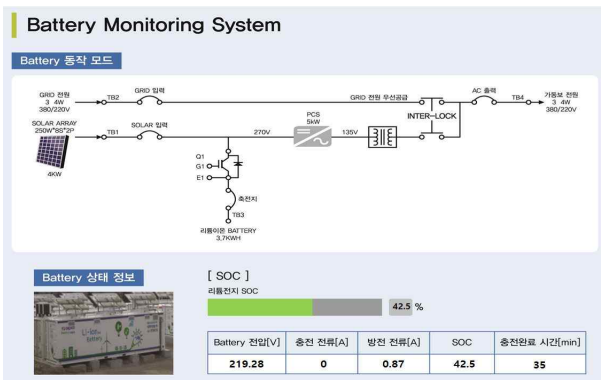 Battery Monitoring System
Battery 동작 모드
GRID 전원
3 4W
380/220V
TB2
GRID 입력
GRID 전원 우선공급
AC 출력
TB4
가동보 전원
3 4W
380/220V
SOLAR ARRAY
250W*8S*2P
TB1
SOLAR 입력
270V
PCS
5kW
135V
INTER-LOCK
4KW
Q1
G1
E1
축전지
TB3
리튬이온 BATTERY
3.7KWH
Battery 상태 정보
[ SOC ]
리튬전지 SOC
42.5 %
Battery 전압[V] 충전 전류[A] 방전 전류[A] SOC 충전완료 시간[min]
219.28 0 0.87 42.5 35
Li-ion
Battery